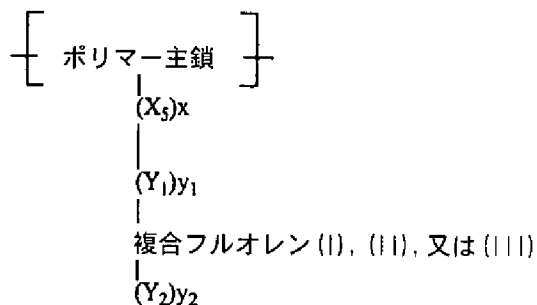 ポリマー主鎖
(X₅)x
(Y₁)y₁
複合フルオレン(i), (ii), 又は(iii)
(Y₂)y₂